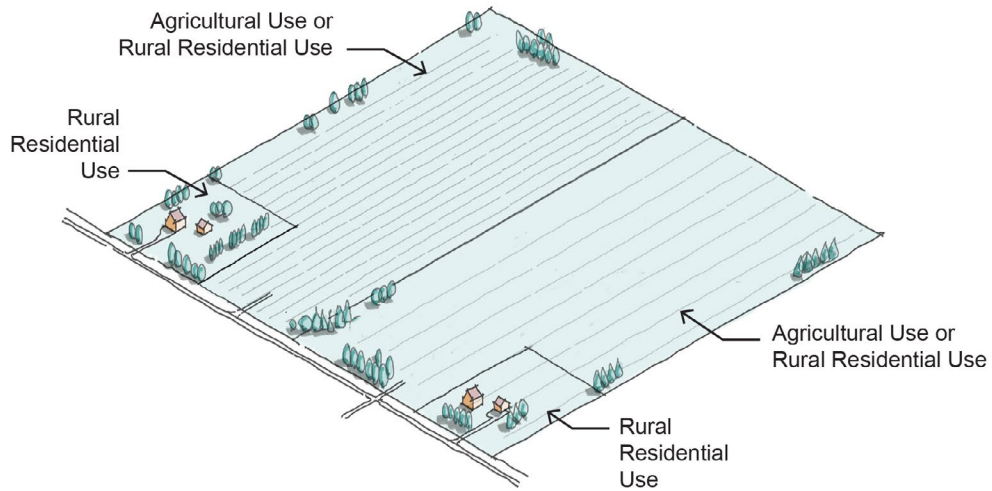 Agricultural Use or
Rural Residential Use
Rural
Residential
Use
Agricultural Use or
Rural Residential Use
Rural
Residential
Use